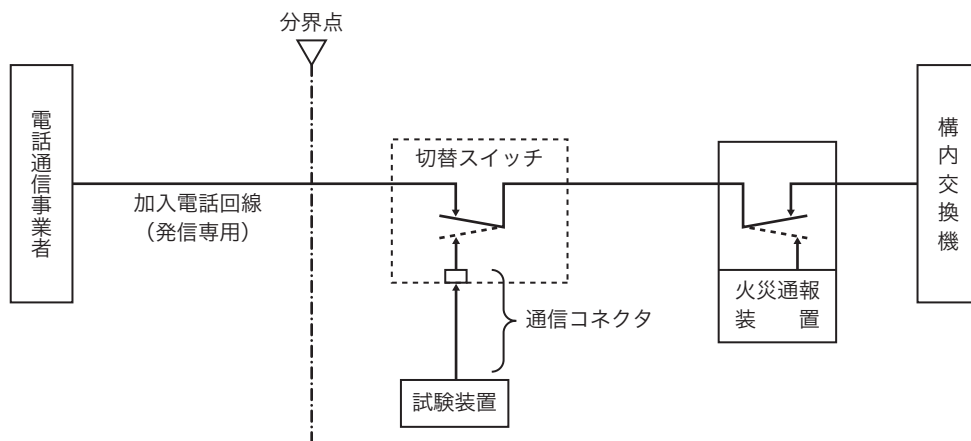 分界点
電話通信事業者
切替スイッチ
構内交換機
加入電話回線
（発信専用）
火災通報
装　置
通信コネクタ
試験装置